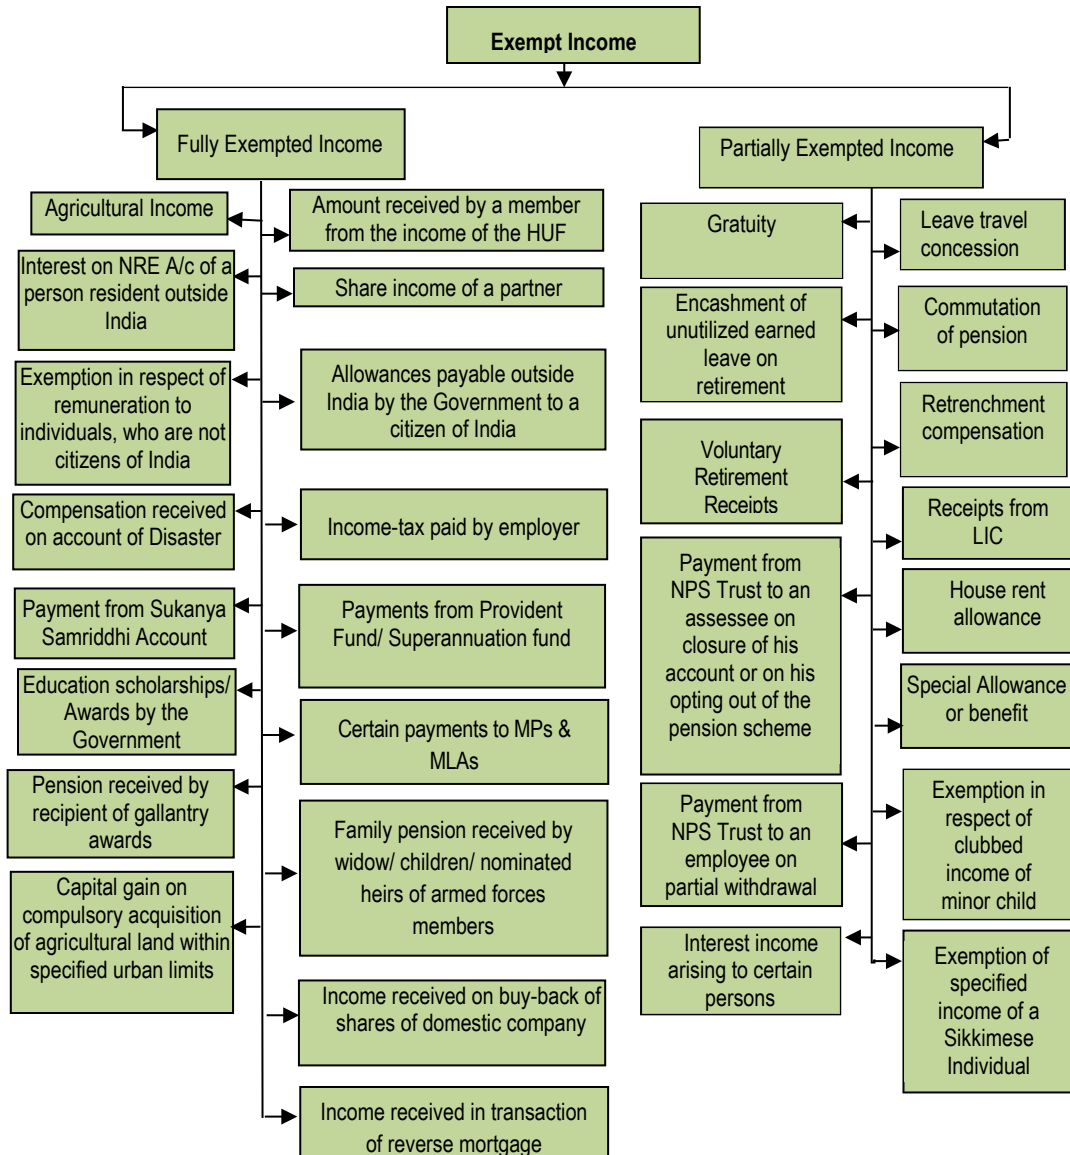 Exempt Income
Fully Exempted Income
Partially Exempted Income
Agricultural Income
Amount received by a member
from the income of the HUF
Interest on NRE A/c of a
person resident outside
India
Share income of a partner
Exemption in respect of
remuneration to
individuals, who are not
citizens of India
Allowances payable outside
India by the Government to a
citizen of India
Compensation received
on account of Disaster
Income-tax paid by employer
Payment from Sukanya
Samriddhi Account
Payments from Provident
Fund/ Superannuation fund
Education scholarships/
Awards by the
Government
Certain payments to MPs &
MLAs
Pension received by
recipient of gallantry
awards
Family pension received by
widow/ children/ nominated
heirs of armed forces
members
Capital gain on
compulsory acquisition
of agricultural land within
specified urban limits
Income received on buy-back of
shares of domestic company
Income received in transaction
of reverse mortgage
Gratuity
Leave travel
concession
Encashment of
unutilized earned
leave on
retirement
Commutation
of pension
Retrenchment
compensation
Voluntary
Retirement
Receipts
Receipts from
LIC
Payment from
NPS Trust to an
assessee on
closure of his
account or on his
opting out of the
pension scheme
House rent
allowance
Special Allowance
or benefit
Payment from
NPS Trust to an
employee on
partial withdrawal
Exemption in
respect of
clubbed
income of
minor child
Interest income
arising to certain
persons
Exemption of
specified
income of a
Sikkimese
Individual